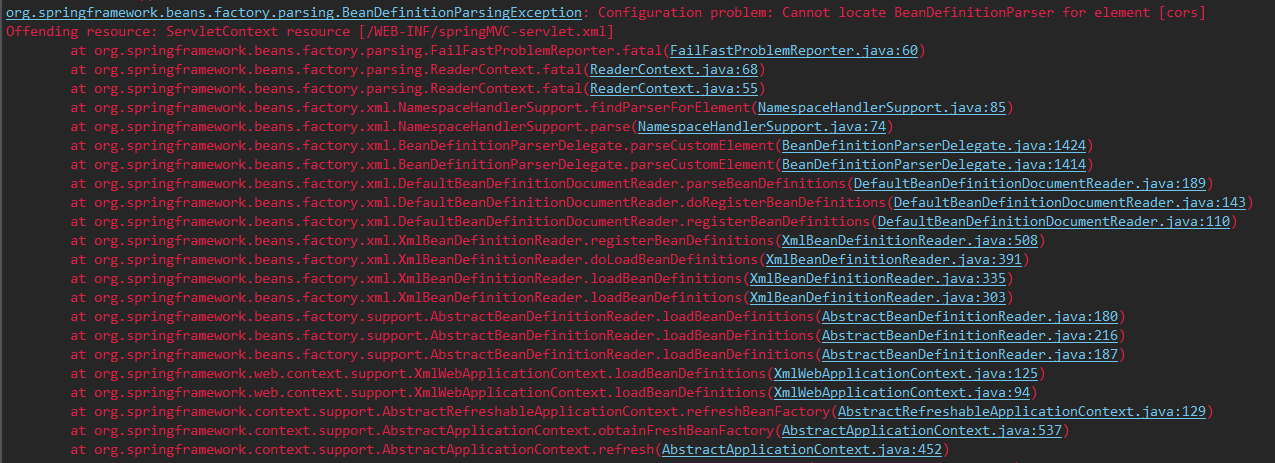 org.springframework.beans.factory.parsing.BeanDefinitionParsingException: Configuration problem: Cannot locate BeanDefinitionParser for element [cors]
Offending resource: ServletContext resource [/WEB-INF/springMVC-servlet.xml]
at org.springframework.beans.factory.parsing.FailFastProblemReporter.fatal(FailFastProblemReporter.java:60)
at org.springframework.beans.factory.parsing.ReaderContext.fatal(ReaderContext.java:68)
at org.springframework.beans.factory.parsing.ReaderContext.fatal(ReaderContext.java:55)
at org.springframework.beans.factory.xml.NamespaceHandlerSupport.findParserForElement(NamespaceHandlerSupport.java:85)
at org.springframework.beans.factory.xml.NamespaceHandlerSupport.parse(NamespaceHandlerSupport.java:74)
at org.springframework.beans.factory.xml.BeanDefinitionParserDelegate.parseCustomElement(BeanDefinitionParserDelegate.java:1424)
at org.springframework.beans.factory.xml.BeanDefinitionParserDelegate.parseCustomElement(BeanDefinitionParserDelegate.java:1414)
at org.springframework.beans.factory.xml.DefaultBeanDefinitionDocumentReader.parseBeanDefinitions(DefaultBeanDefinitionDocumentReader.java:189)
at org.springframework.beans.factory.xml.DefaultBeanDefinitionDocumentReader.doRegisterBeanDefinitions(DefaultBeanDefinitionDocumentReader.java:143)
at org.springframework.beans.factory.xml.DefaultBeanDefinitionDocumentReader.registerBeanDefinitions(DefaultBeanDefinitionDocumentReader.java:110)
at org.springframework.beans.factory.xml.XmlBeanDefinitionReader.registerBeanDefinitions(XmlBeanDefinitionReader.java:508)
at org.springframework.beans.factory.xml.XmlBeanDefinitionReader.doLoadBeanDefinitions(XmlBeanDefinitionReader.java:391)
at org.springframework.beans.factory.xml.XmlBeanDefinitionReader.loadBeanDefinitions(XmlBeanDefinitionReader.java:335)
at org.springframework.beans.factory.xml.XmlBeanDefinitionReader.loadBeanDefinitions(XmlBeanDefinitionReader.java:303)
at org.springframework.beans.factory.support.AbstractBeanDefinitionReader.loadBeanDefinitions(AbstractBeanDefinitionReader.java:180)
at org.springframework.beans.factory.support.AbstractBeanDefinitionReader.loadBeanDefinitions(AbstractBeanDefinitionReader.java:216)
at org.springframework.beans.factory.support.AbstractBeanDefinitionReader.loadBeanDefinitions(AbstractBeanDefinitionReader.java:187)
at org.springframework.web.context.support.XmlWebApplicationContext.loadBeanDefinitions(XmlWebApplicationContext.java:125)
at org.springframework.web.context.support.XmlWebApplicationContext.loadBeanDefinitions(XmlWebApplicationContext.java:94)
at org.springframework.context.support.AbstractRefreshableApplicationContext.refreshBeanFactory(AbstractRefreshableApplicationContext.java:129)
at org.springframework.context.support.AbstractApplicationContext.obtainFreshBeanFactory(AbstractApplicationContext.java:537)
at org.springframework.context.support.AbstractApplicationContext.refresh(AbstractApplicationContext.java:452)